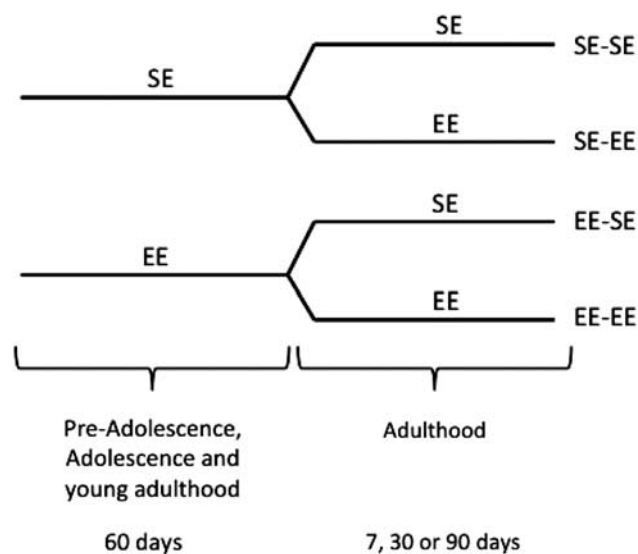 SE
SE
SE-SE
EE
SE-EE
EE
SE
EE-SE
EE
EE-EE
Pre-Adolescence,
Adolescence and
young adulthood
Adulthood
60 days
7, 30 or 90 days